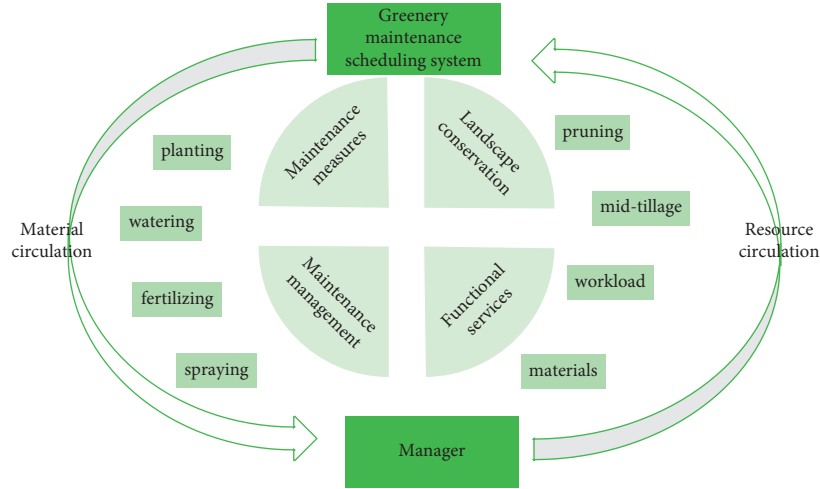 Greenery
maintenance
scheduling system
Maintenance
measures
Landscape
conservation
planting
pruning
watering
mid-tillage
Material
circulation
Resource
circulation
fertilizing
workload
Maintenance
management
Functional
services
spraying
materials
Manager